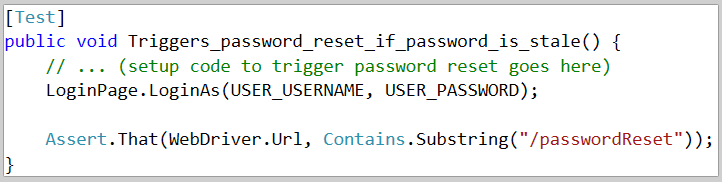 [Test]
public void Triggers_password_reset_if_password_is_stale() {
    // ... (setup code to trigger password reset goes here)
    LoginPage.LoginAs(USER_USERNAME, USER_PASSWORD);
    Assert.That(WebDriver.Url, Contains.Substring("/passwordReset"));
}